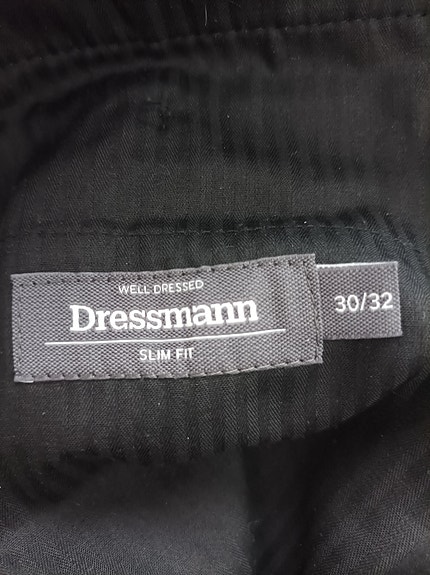 WELL DRESSED
Dressmann
SLIM FIT
30/32